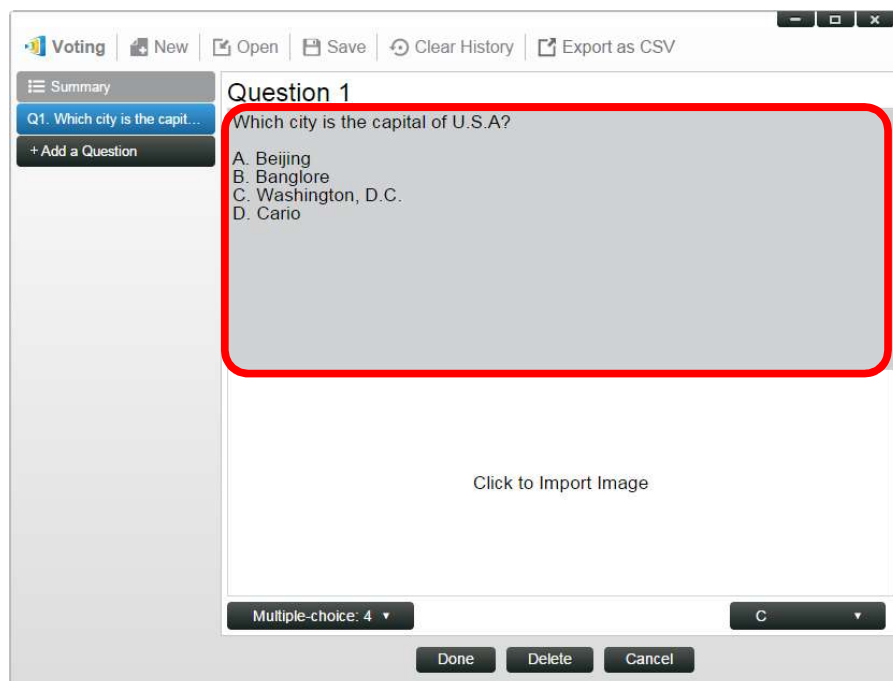 Voting New Open Save Clear History Export as CSV
Summary
Q1. Which city is the capit...
+ Add a Question
Question 1
Which city is the capital of U.S.A?
A. Beijing
B. Banglore
C. Washington, D.C.
D. Cario
Click to Import Image
Multiple-choice: 4
C
Done Delete Cancel